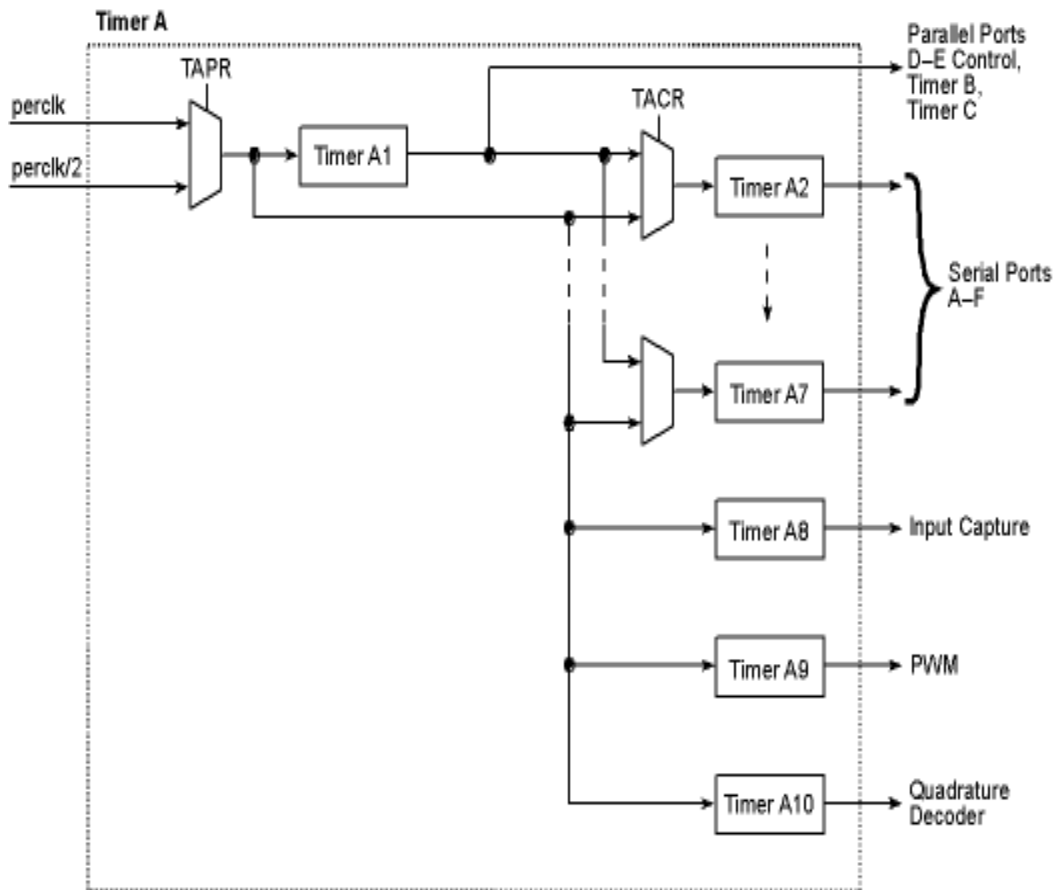 Timer A
TAPR
perclk
perclk/2
Timer A1
TACR
Parallel Ports
D–E Control,
Timer B,
Timer C
Timer A2
Serial Ports
A–F
Timer A7
Timer A8
Input Capture
Timer A9
PWM
Timer A10
Quadrature
Decoder